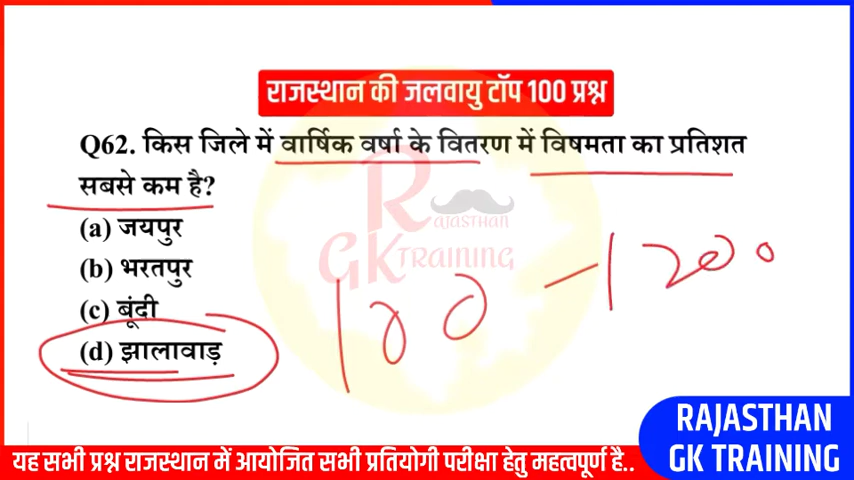 राजस्थान की जलवायु टॉप 100 प्रश्न
Q62. किस जिले में वार्षिक वर्षा के वितरण में विषमता का प्रतिशत
सबसे कम है?
(a) जयपुर
(b) भरतपुर
(c) बूंदी
(d) झालावाड़
100 - 1200
RAJASTHAN
GK TRAINING
RAJASTHAN
GK TRAINING
यह सभी प्रश्न राजस्थान में आयोजित सभी प्रतियोगी परीक्षा हेतु महत्वपूर्ण है..